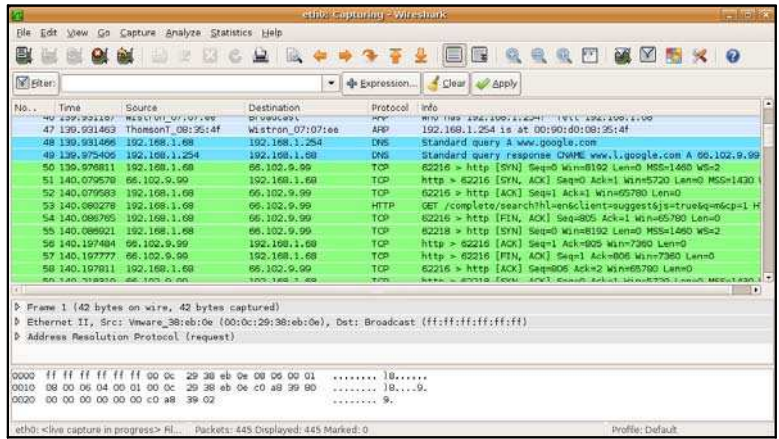 eth0: Capturing - Wireshark
File Edit View Go Capture Analyze Statistics Help
Filter: Expression... Clear Apply
No. . Time Source Destination Protocol Info
47 139.931463 ThomsonT_08:35:4f Wistron_07:07:ee ARP 192.168.1.254 is at 00:90:d0:08:35:4f
48 139.931466 192.168.1.68 192.168.1.254 DNS Standard query A www.google.com
49 139.975406 192.168.1.254 192.168.1.68 DNS Standard query response CNAME www.l.google.com A 66.102.9.99
50 139.976811 192.168.1.68 66.102.9.99 TCP 62216 > http [SYN] Seq=0 Win=8192 Len=0 MSS=1460 WS=2
51 140.079578 66.102.9.99 192.168.1.68 TCP http > 62216 [SYN, ACK] Seq=0 Ack=1 Win=5720 Len=0 MSS=1430
52 140.079583 192.168.1.68 66.102.9.99 TCP 62216 > http [ACK] Seq=1 Ack=1 Win=65780 Len=0
53 140.080278 192.168.1.68 66.102.9.99 HTTP GET /complete/search?hl=en&client=suggest&js=true&q=m&cp=1 H
54 140.086765 192.168.1.68 66.102.9.99 TCP 62216 > http [FIN, ACK] Seq=805 Ack=1 Win=65780 Len=0
55 140.086921 192.168.1.68 66.102.9.99 TCP 62218 > http [SYN] Seq=0 Win=8192 Len=0 MSS=1460 WS=2
56 140.197484 66.102.9.99 192.168.1.68 TCP http > 62216 [ACK] Seq=1 Ack=805 Win=7360 Len=0
57 140.197777 66.102.9.99 192.168.1.68 TCP http > 62216 [FIN, ACK] Seq=1 Ack=806 Win=7360 Len=0
58 140.197811 192.168.1.68 66.102.9.99 TCP 62216 > http [ACK] Seq=806 Ack=2 Win=65780 Len=0
Frame 1 (42 bytes on wire, 42 bytes captured)
Ethernet II, Src: Vmware_38:eb:0e (00:0c:29:38:eb:0e), Dst: Broadcast (ff:ff:ff:ff:ff:ff)
Address Resolution Protocol (request)
0000 ff ff ff ff ff ff 00 0c 29 38 eb 0e 08 06 00 01 ........ )8......
0010 08 00 06 04 00 01 00 0c 29 38 eb 0e c0 a8 39 80 ........ )8....9.
0020 00 00 00 00 00 00 c0 a8 39 02 ........ 9.
eth0: <live capture in progress> Fil... Packets: 445 Displayed: 445 Marked: 0 Profile: Default